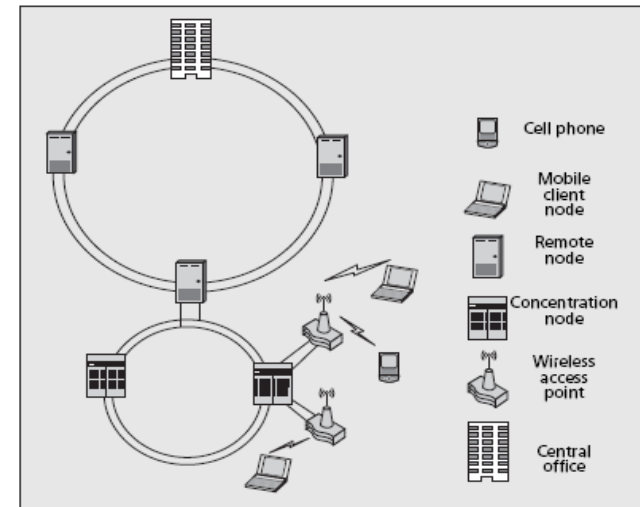 Cell phone
Mobile
client
node
Remote
node
Concentration
node
Wireless
access
point
Central
office